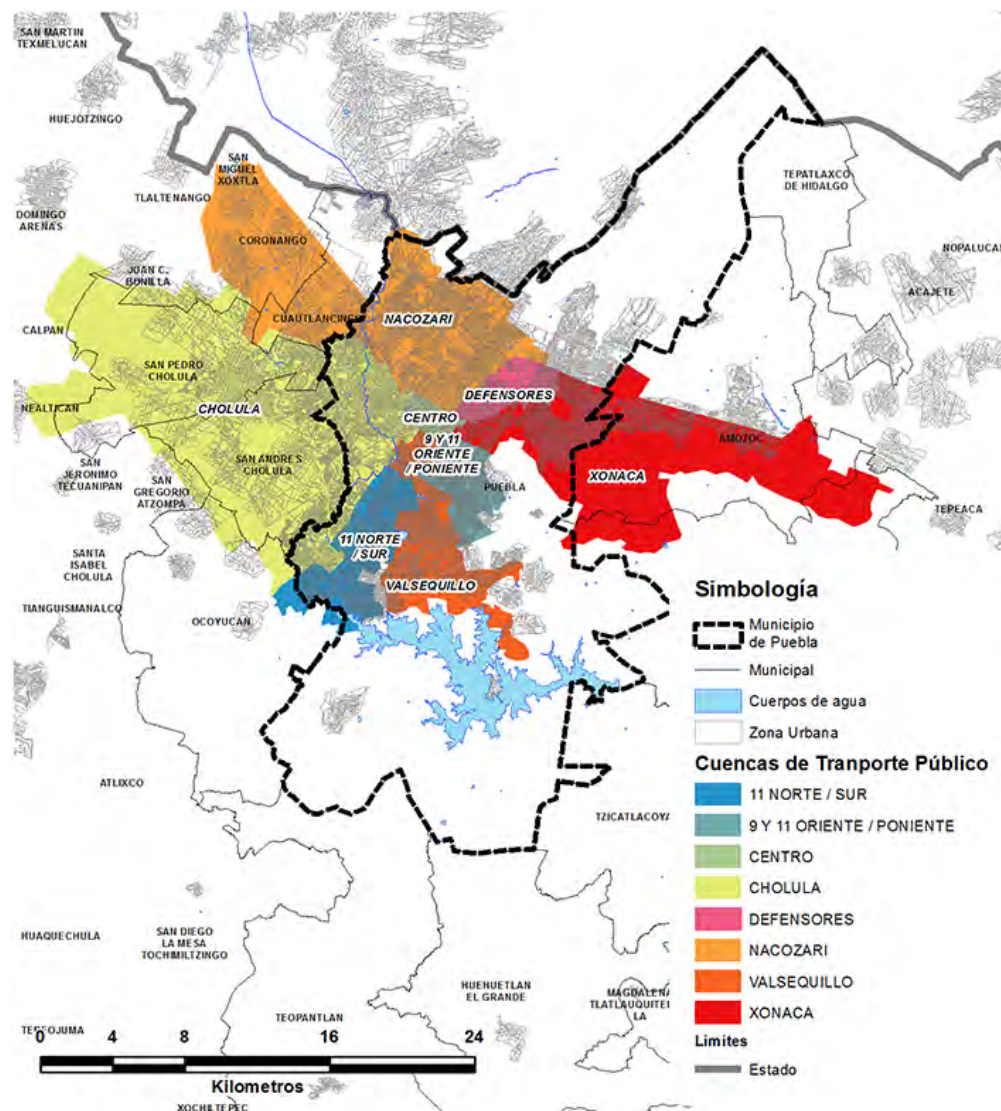 SAN MARTIN
TEXMELUCAN
HUEJOTZINGO
SAN
MIGUEL
XOXTLA
TLALTENANGO
DOMINGO
ARENAS
TEPATLAXCO
DE HIDALGO
NOPALUCAN
ACAJETE
CORONANGO
JUAN C.
BONILLA
CUAUTLANCINGO
NACOZARI
CALPAN
SAN PEDRO
CHOLULA
CHOLULA
NEALTICAN
DEFENSORES
CENTRO
9 Y 11
ORIENTE
/ PONIENTE
AMOZOC
SAN ANDRES
CHOLULA
SAN
JERONIMO
TECUANIPAN
SAN
GREGORIO
ATZOMPA
PUEBLA
XONACA
TEPEACA
11 NORTE
/ SUR
SANTA
ISABEL
CHOLULA
VALSEQUILLO
TIANGUISMANALCO
OCOYUCAN
ATLIXCO
TZICATLACOYA
HUAQUECHULA
SAN DIEGO
LA MESA
TOCHIMILTZINGO
HUEHUETLAN
EL GRANDE
MAGDALENA
TLATLAUQUITE
LA
TEOPANTLAN
XOCHILTEPEC
0 4 8 16 24
Kilometros
Simbología
Municipio
de Puebla
Municipal
Cuerpos de agua
Zona Urbana
Cuencas de Tranporte Público
11 NORTE / SUR
9 Y 11 ORIENTE / PONIENTE
CENTRO
CHOLULA
DEFENSORES
NACOZARI
VALSEQUILLO
XONACA
Limites
Estado